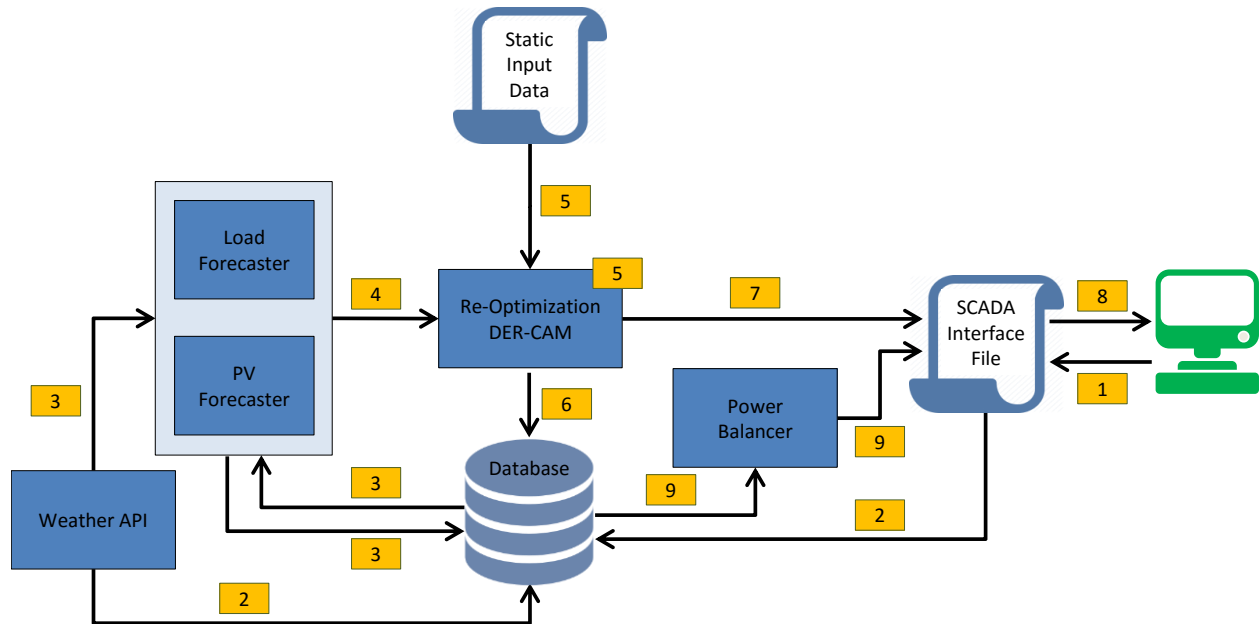 Static
Input
Data
5
Load
Forecaster
4
Re-Optimization
DER-CAM
5
7
SCADA
Interface
File
8
1
PV
Forecaster
3
6
Power
Balancer
9
Weather API
Database
3
9
3
2
2